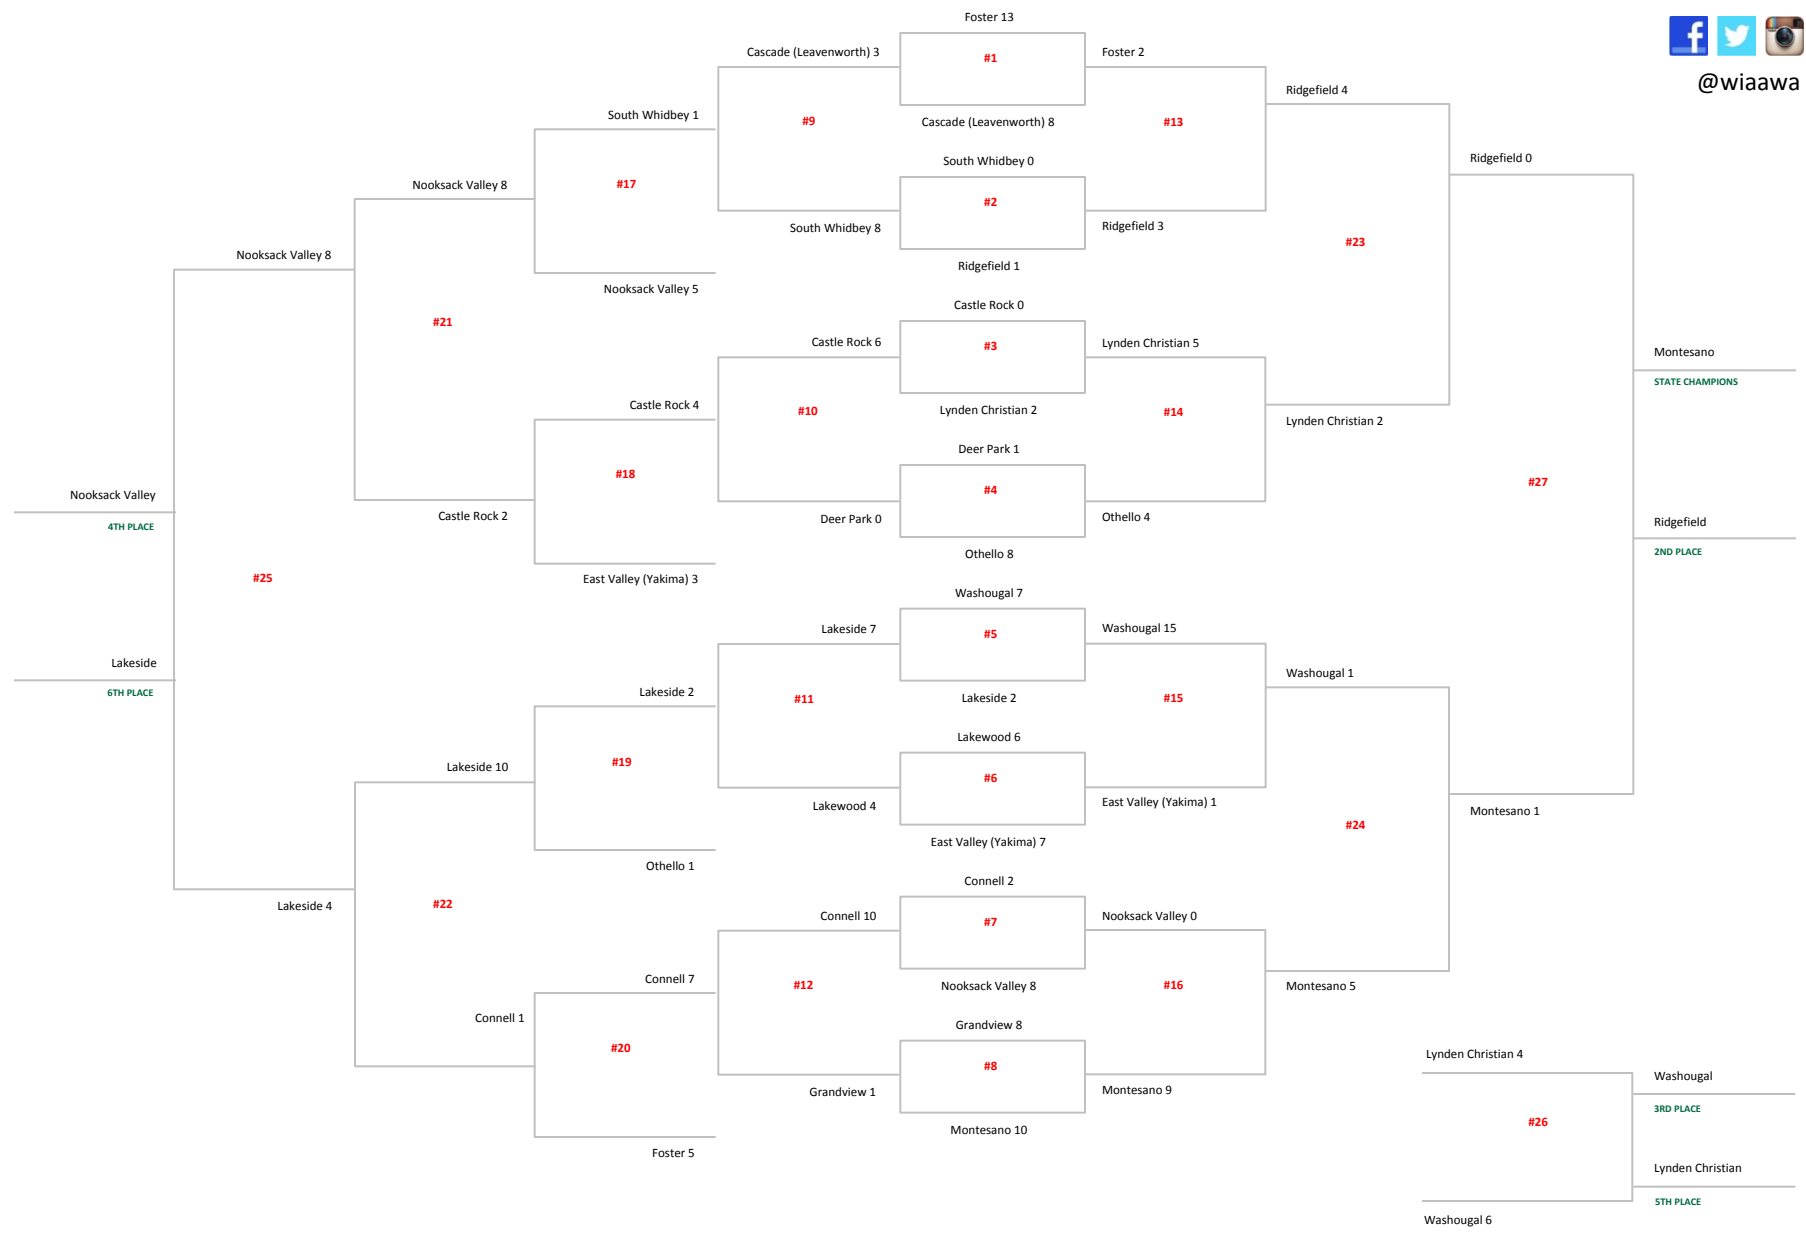 Foster 13
Cascade (Leavenworth) 3
#1
Foster 2
@wiaawa
Ridgefield 4
South Whidbey 1
#9
Cascade (Leavenworth) 8
#13
South Whidbey 0
Ridgefield 0
Nooksack Valley 8
#17
#2
South Whidbey 8
Ridgefield 3
#23
Nooksack Valley 8
Ridgefield 1
Nooksack Valley 5
Castle Rock 0
#21
Castle Rock 6
#3
Lynden Christian 5
Montesano
STATE CHAMPIONS
Castle Rock 4
#10
Lynden Christian 2
#14
Lynden Christian 2
Deer Park 1
#18
#27
Nooksack Valley
4TH PLACE
#4
Castle Rock 2
Deer Park 0
Othello 4
Ridgefield
2ND PLACE
Othello 8
#25
East Valley (Yakima) 3
Washougal 7
Lakeside 7
#5
Washougal 15
Lakeside
6TH PLACE
Washougal 1
Lakeside 2
#11
Lakeside 2
#15
Lakewood 6
#19
Lakeside 10
#6
Lakewood 4
East Valley (Yakima) 1
Montesano 1
#24
East Valley (Yakima) 7
Othello 1
Connell 2
Lakeside 4
#22
Connell 10
#7
Nooksack Valley 0
Connell 7
#12
Nooksack Valley 8
#16
Montesano 5
Connell 1
Grandview 8
#20
#8
Lynden Christian 4
Grandview 1
Montesano 9
Washougal
3RD PLACE
Montesano 10
#26
Foster 5
Lynden Christian
5TH PLACE
Washougal 6